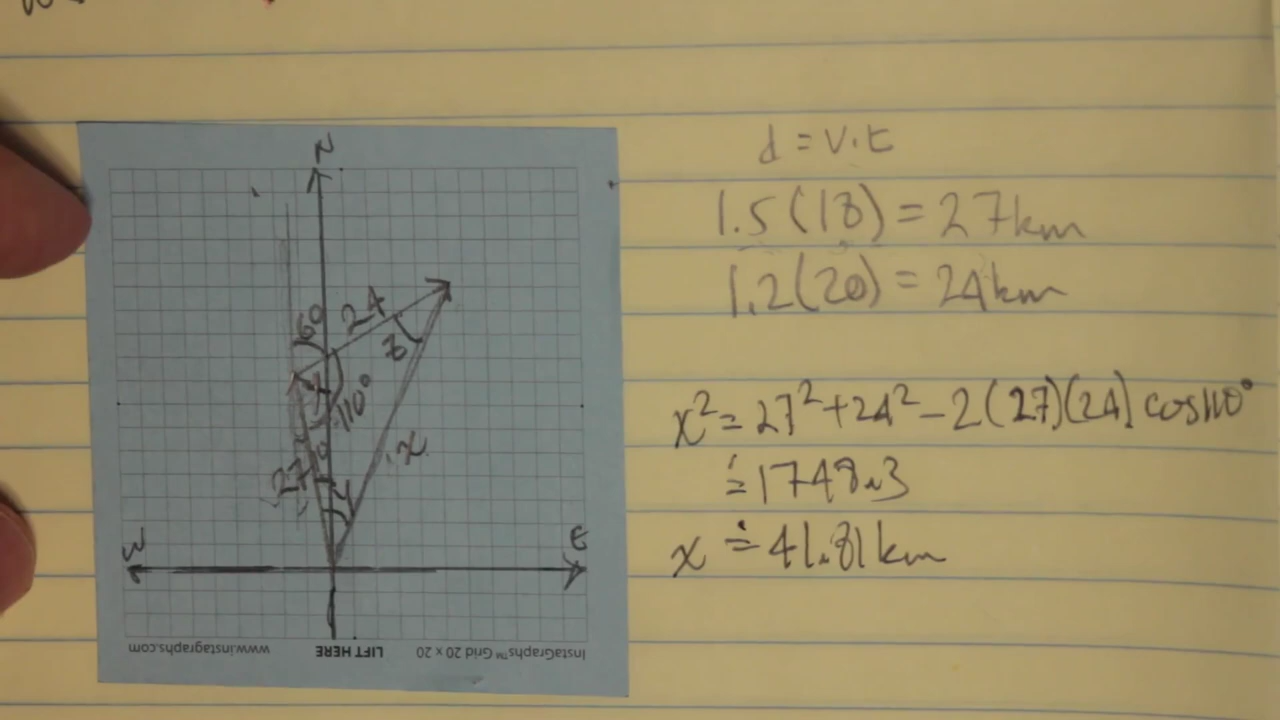 N
60
24
z
110°
x
27
10°
y
W
E
InstaGraphs™ Grid 20 x 20
LIFT HERE
www.instagraphs.com
d = v.t
1.5(18) = 27km
1.2(20) = 24km
x² = 27² + 24² - 2(27)(24) cos110°
≐ 1748.3
x ≐ 41.81 km